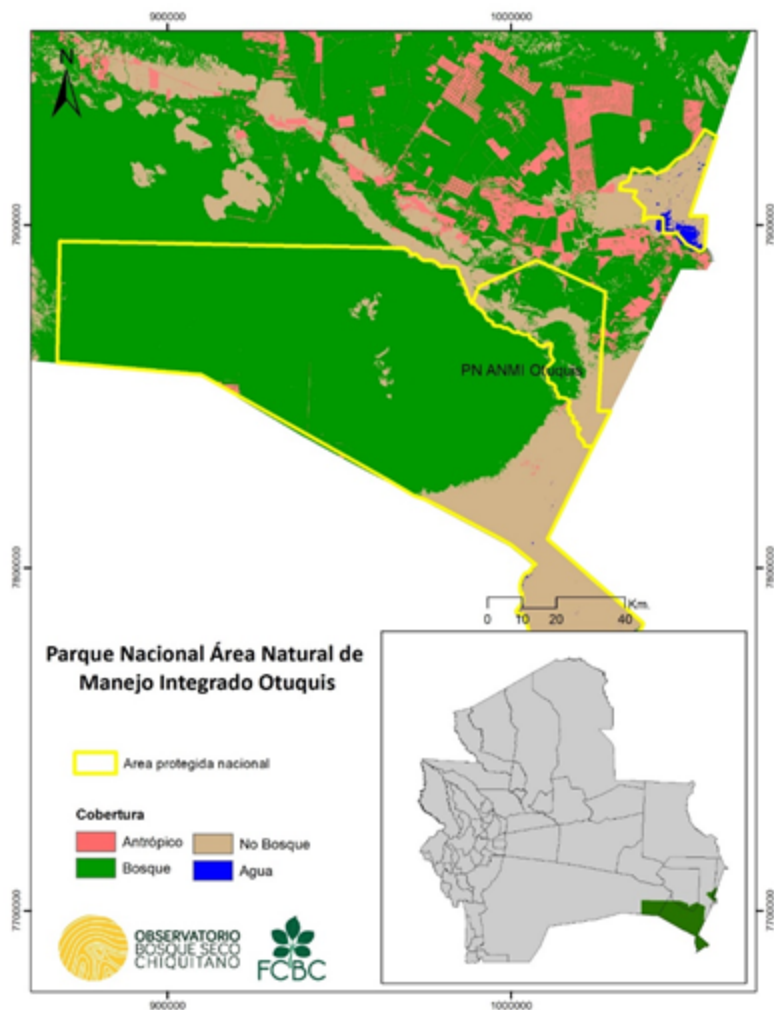 900000 1000000
N
7900000 7900000
PN ANMI Otuquis
7800000 7800000
Km.
0 10 20 40
Parque Nacional Área Natural de
Manejo Integrado Otuquis
Area protegida nacional
Cobertura
Antrópico No Bosque
Bosque Agua
7700000 7700000
OBSERVATORIO
BOSQUE SECO
CHIQUITANO
FCBC
900000 1000000